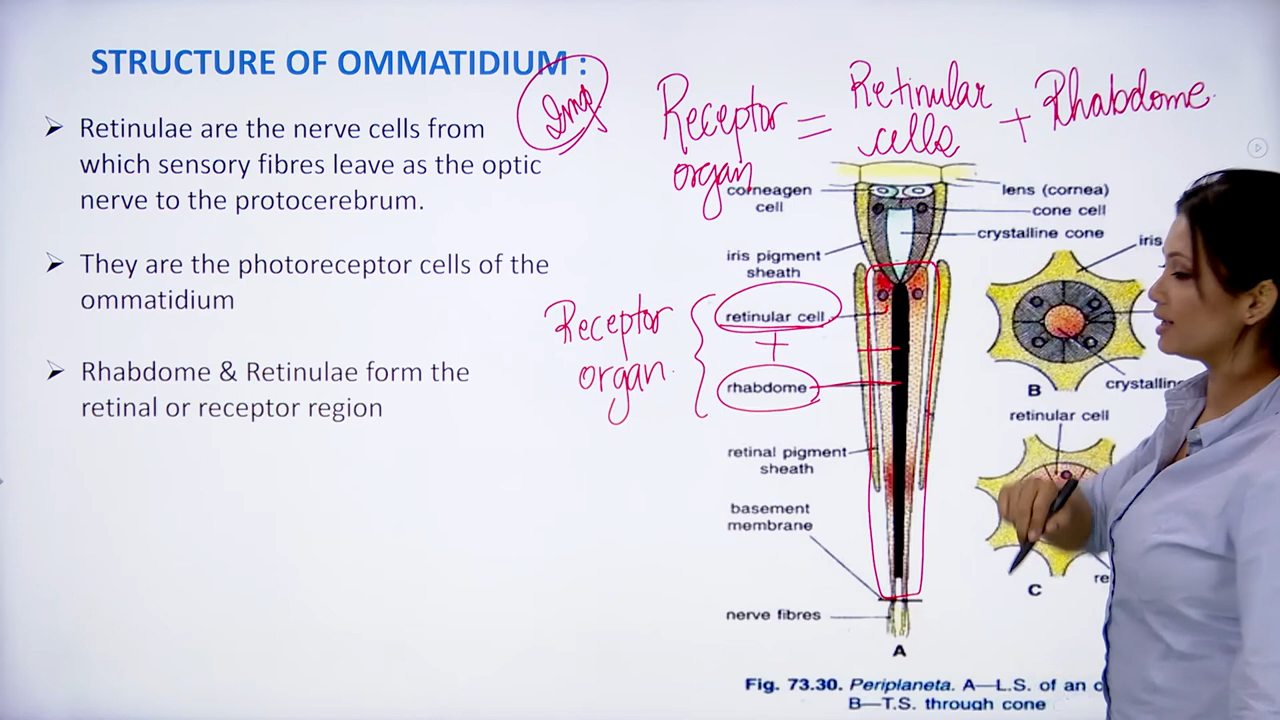 STRUCTURE OF OMMATIDIUM :
Img
➢ Retinulae are the nerve cells from
which sensory fibres leave as the optic
nerve to the protocerebrum.
➢ They are the photoreceptor cells of the
ommatidium
➢ Rhabdome & Retinulae form the
retinal or receptor region
Receptor organ = Retinular cells + Rhabdome
Receptor
organ
corneagen
cell
iris pigment
sheath
retinular cell
+
rhabdome
retinal pigment
sheath
basement
membrane
nerve fibres
A
lens (cornea)
cone cell
crystalline cone
iris
B
crystallin
retinular cell
C
re
Fig. 73.30. Periplaneta. A—L.S. of an
B—T.S. through cone